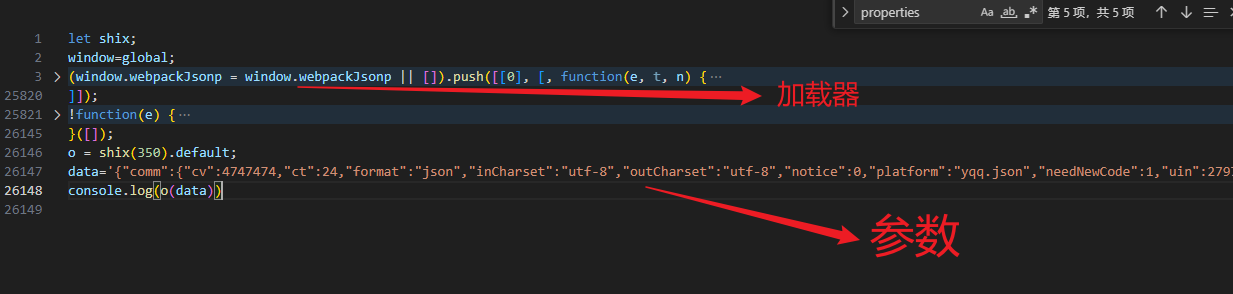 properties Aa ab .* 第5项，共5项
1 let shix;
2 window=global;
3 (window.webpackJsonp = window.webpackJsonp || []).push([[0], [, function(e, t, n) { ...
加载器
25820 ]]);
25821 !function(e) { ...
26145 }([]);
26146 o = shix(350).default;
26147 data='{"comm":{"cv":4747474,"ct":24,"format":"json","inCharset":"utf-8","outCharset":"utf-8","notice":0,"platform":"yqq.json","needNewCode":1,"uin":2797
26148 console.log(o(data))
26149
参数